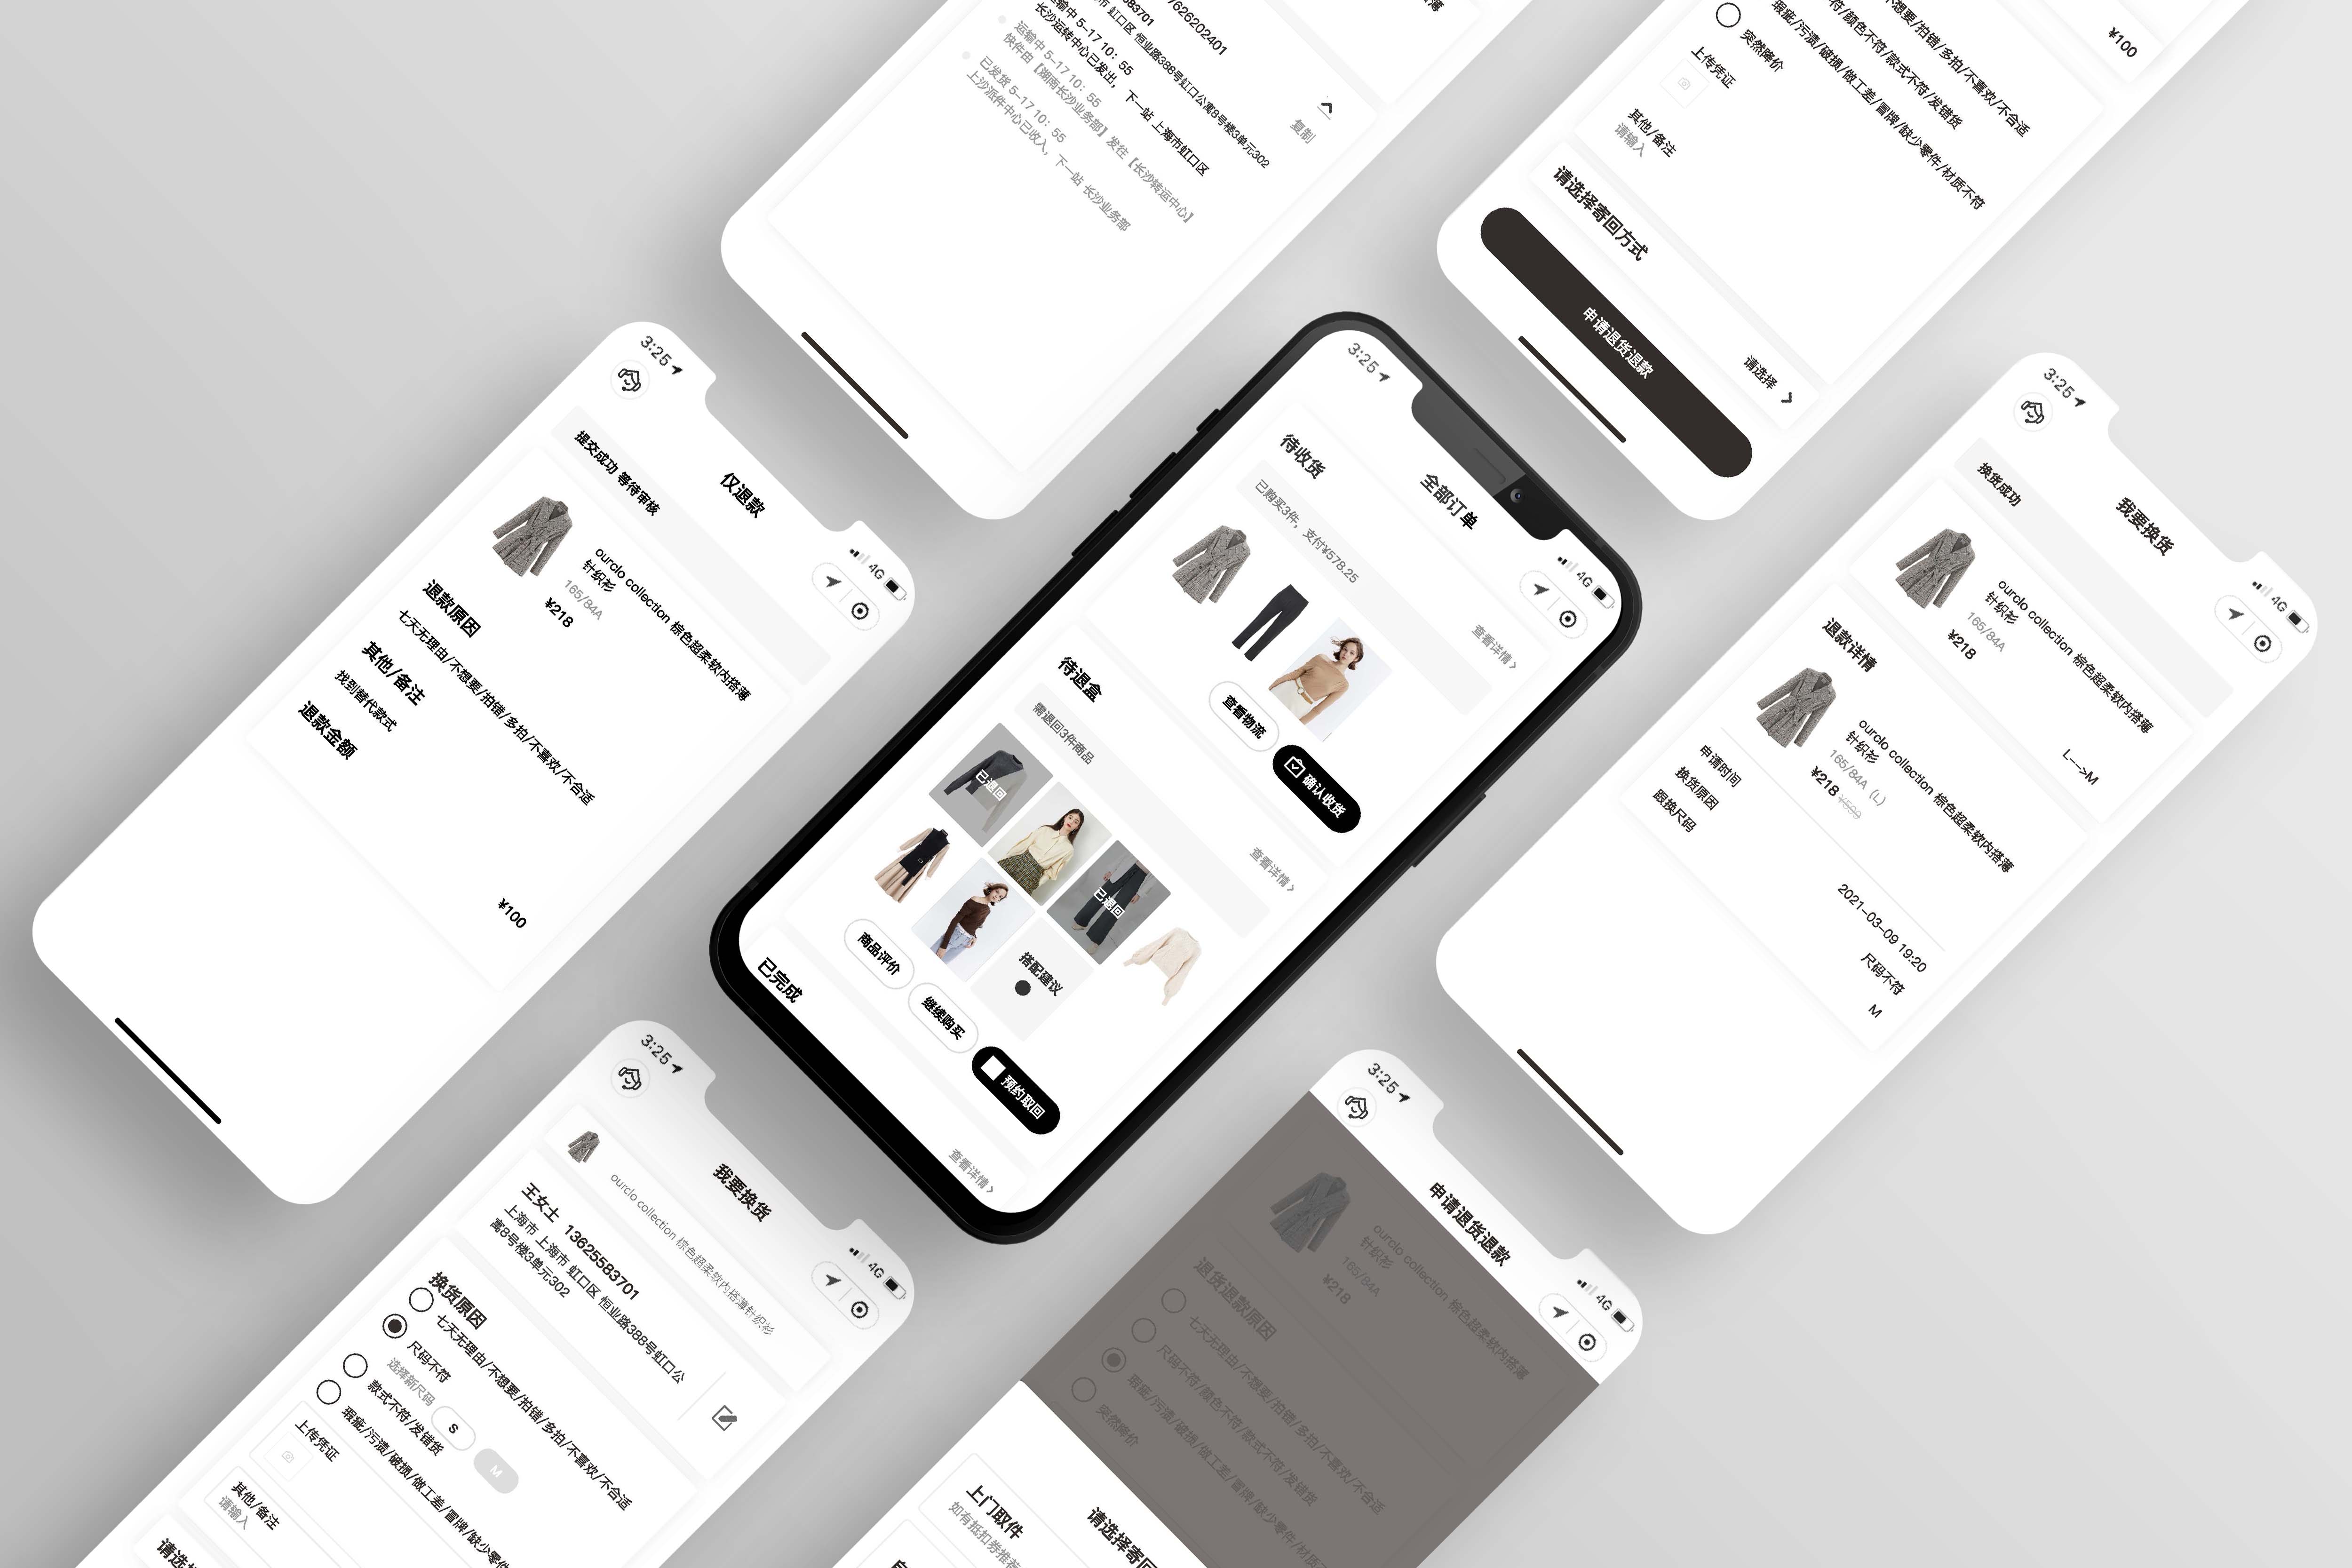 626202401
583701
市 虹口区 恒业路388号虹口公寓8号楼3单元302
运输中 5-17 10：55
长沙运转中心已发出， 下一站 上海市虹口区
运输中 5-17 10：55
快件由【湖南长沙业务部】发往【长沙转运中心】
已发货 5-17 10：55
上沙派件中心已收入，下一站 长沙业务部
复制
¥100
不想要/拍错/多拍/不喜欢/不合适
符/颜色不符/款式不符/发错货
瑕疵/污渍/破损/做工差/冒牌/缺少零件/材质不符
突然降价
上传凭证
其他/备注
请输入
请选择寄回方式
请选择
申请退货退款
3:25
4G
仅退款
提交成功 等待审核
ourclo collection 棕色超柔软内搭薄
针织衫
165/84A
¥218
退款原因
七天无理由/不想要/拍错/多拍/不喜欢/不合适
其他/备注
找到替代款式
退款金额
¥100
3:25
4G
全部订单
待收货
已购买3件，支付¥578.25
查看详情
查看物流
确认收货
待退盒
需退回3件商品
查看详情
已退回
已退回
搭配建议
商品评价
继续购买
预约取回
已完成
查看详情
3:25
4G
我要换货
换货成功
ourclo collection 棕色超柔软内搭薄
针织衫
165/84A
¥218
L—>M
退款详情
ourclo collection 棕色超柔软内搭薄
针织衫
165/84A（L）
¥218 ¥599
申请时间
2021-03-09 19:20
换货原因
尺码不符
跟换尺码
M
3:25
4G
我要换货
ourclo collection 棕色超柔软内搭薄针织衫
王女士 13625583701
上海市 上海市 虹口区 恒业路388号虹口公
寓8号楼3单元302
换货原因
七天无理由/不想要/拍错/多拍/不喜欢/不合适
尺码不符
选择新尺码
S
M
款式不符/发错货
瑕疵/污渍/破损/做工差/冒牌/缺少零件
上传凭证
其他/备注
请输入
请选
3:25
4G
申请退货退款
ourclo collection 棕色超柔软内搭薄
针织衫
165/84A
¥218
退货退款原因
七天无理由/不想要/拍错/多拍/不喜欢/不合适
尺码不符/颜色不符/款式不符/发错货
瑕疵/污渍/破损/做工差/冒牌/缺少零件/材质
突然降价
请选择寄回
上门取件
如有抵扣券推荐